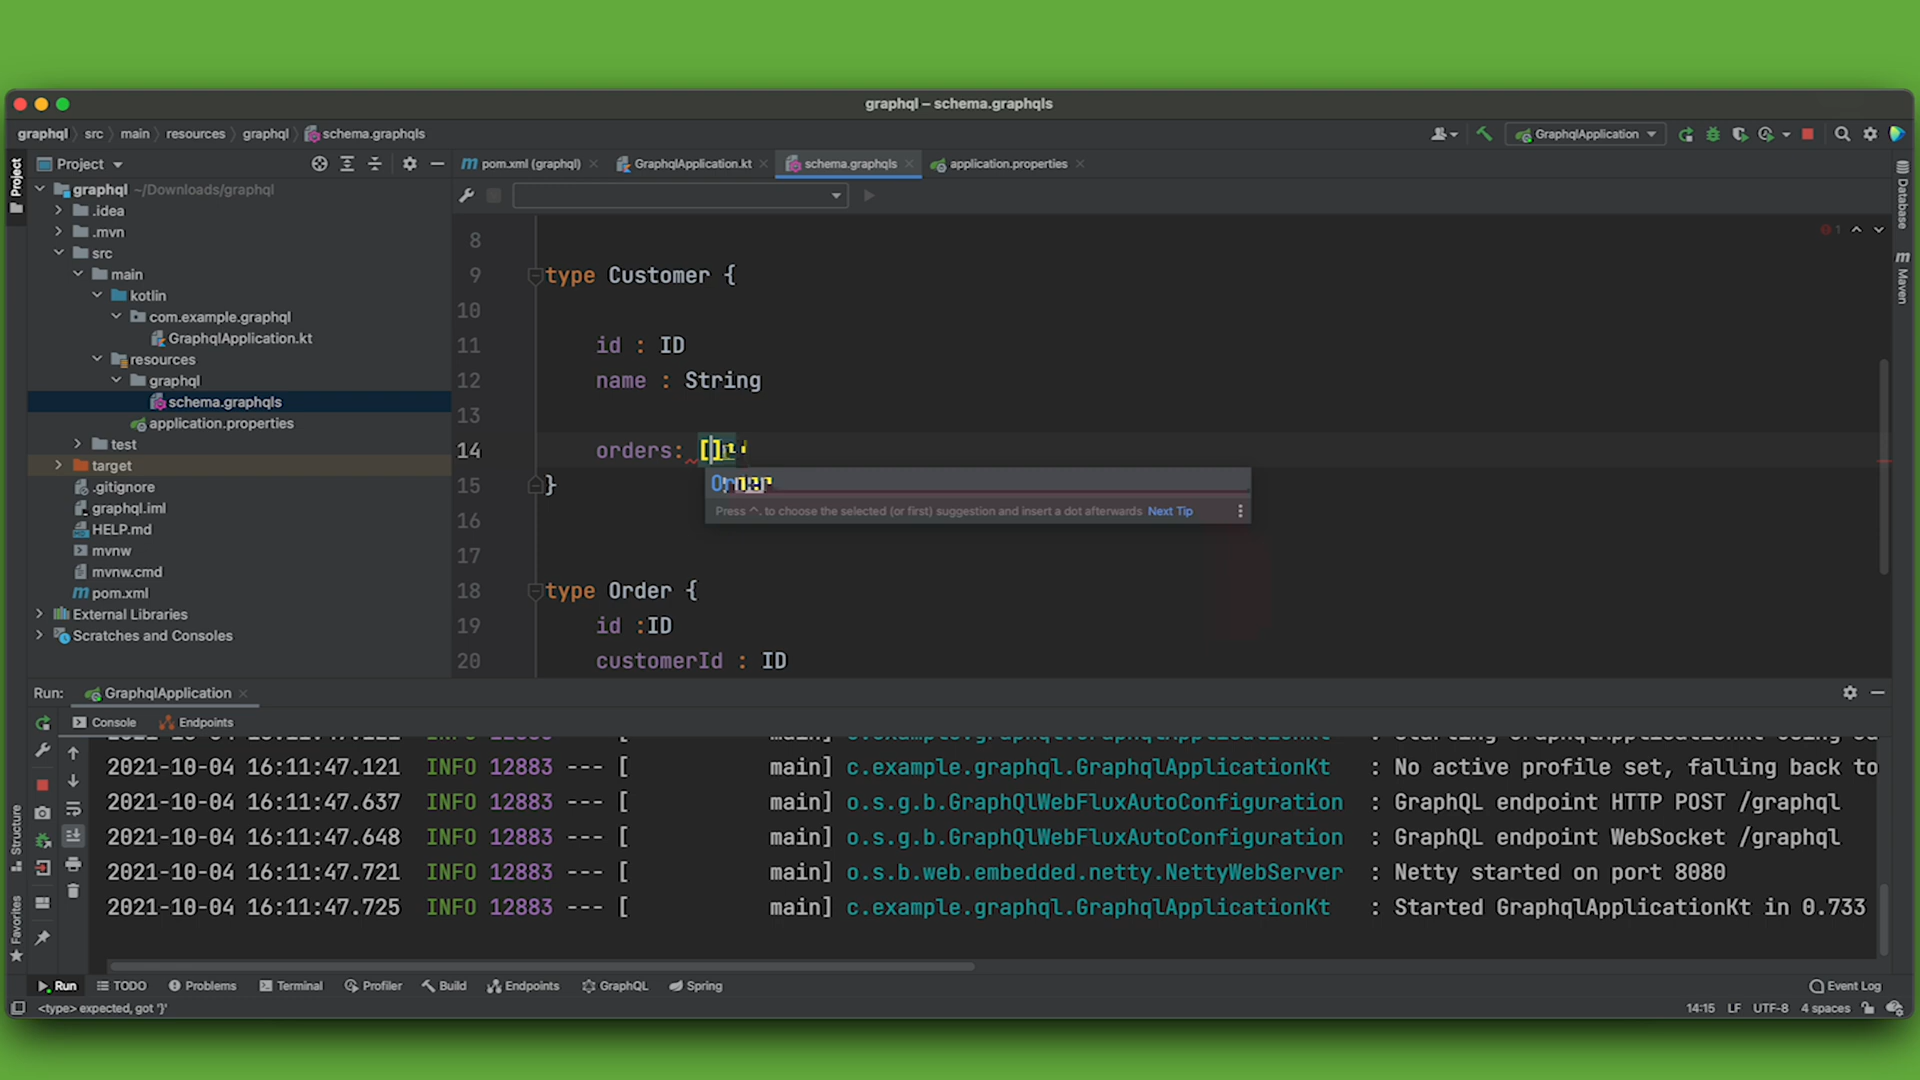 graphql – schema.graphqls
graphql src main resources graphql schema.graphqls
GraphqlApplication
Project
pom.xml (graphql) GraphqlApplication.kt schema.graphqls application.properties
Project
graphql ~/Downloads/graphql
.idea
.mvn
src
main
kotlin
com.example.graphql
GraphqlApplication.kt
resources
graphql
schema.graphqls
application.properties
test
target
.gitignore
graphql.iml
HELP.md
mvnw
mvnw.cmd
pom.xml
External Libraries
Scratches and Consoles
Database
Maven
1
8
9 type Customer {
10
11 id : ID
12 name : String
13
14 orders: []
Press ^. to choose the selected (or first) suggestion and insert a dot afterwards Next Tip
15 }
16
17
18 type Order {
19 id :ID
20 customerId : ID
Run: GraphqlApplication
Console Endpoints
2021-10-04 16:11:47.121 INFO 12883 --- [ main] c.example.graphql.GraphqlApplicationKt : No active profile set, falling back to
2021-10-04 16:11:47.637 INFO 12883 --- [ main] o.s.g.b.GraphQlWebFluxAutoConfiguration : GraphQL endpoint HTTP POST /graphql
2021-10-04 16:11:47.648 INFO 12883 --- [ main] o.s.g.b.GraphQlWebFluxAutoConfiguration : GraphQL endpoint WebSocket /graphql
2021-10-04 16:11:47.721 INFO 12883 --- [ main] o.s.b.web.embedded.netty.NettyWebServer : Netty started on port 8080
2021-10-04 16:11:47.725 INFO 12883 --- [ main] c.example.graphql.GraphqlApplicationKt : Started GraphqlApplicationKt in 0.733
Structure
Favorites
Run TODO Problems Terminal Profiler Build Endpoints GraphQL Spring Event Log
<type> expected, got '}' 14:15 LF UTF-8 4 spaces